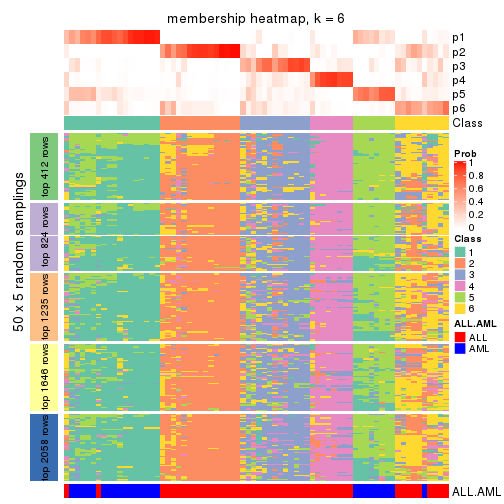 membership heatmap, k = 6
p1
p2
p3
p4
p5
p6
Class
50 x 5 random samplings
top 412 rows
top 824 rows
top 1235 rows
top 1646 rows
top 2058 rows
Prob
1
0.8
0.6
0.4
0.2
0
Class
1
2
3
4
5
6
ALL.AML
ALL
AML
ALL.AML